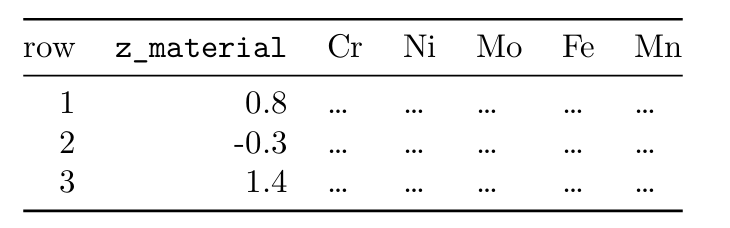 row z_material Cr Ni Mo Fe Mn
1 0.8 … … … … …
2 -0.3 … … … … …
3 1.4 … … … … …